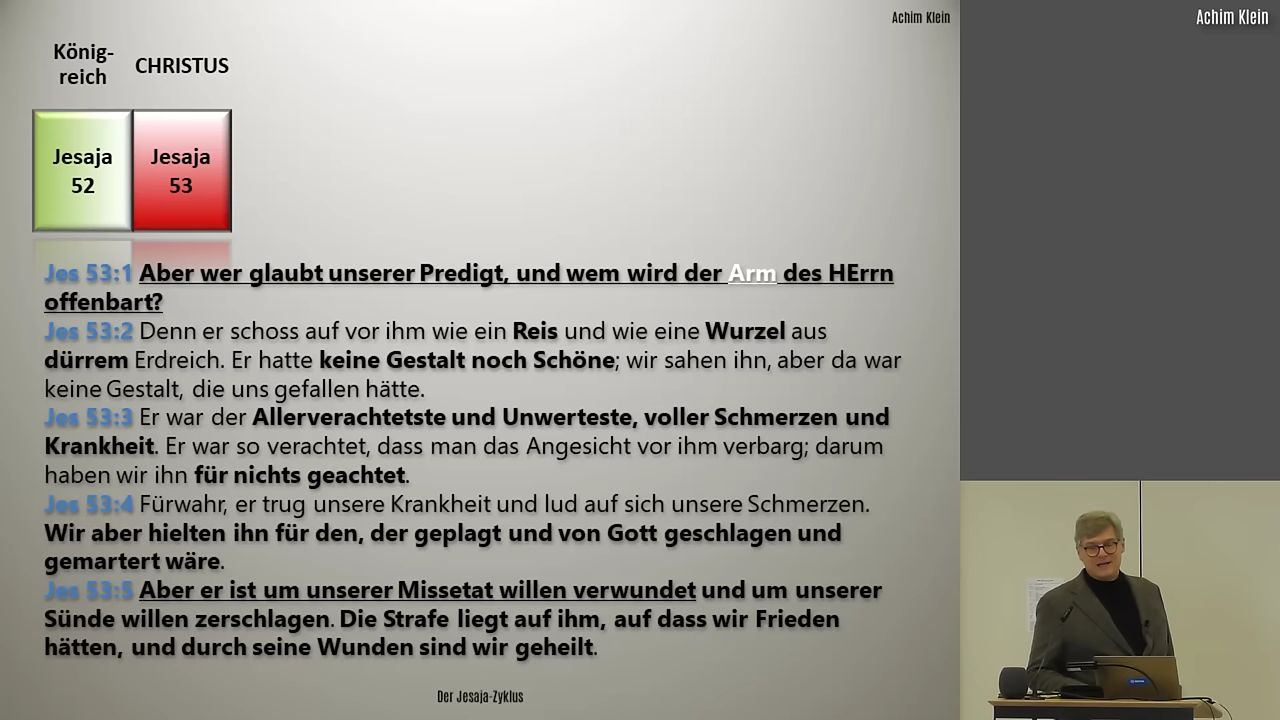 Achim Klein
Achim Klein
König-
reich
CHRISTUS
Jesaja
52
Jesaja
53
Jes 53:1 Aber wer glaubt unserer Predigt, und wem wird der Arm des HErrn
offenbart?
Jes 53:2 Denn er schoss auf vor ihm wie ein Reis und wie eine Wurzel aus
dürrem Erdreich. Er hatte keine Gestalt noch Schöne; wir sahen ihn, aber da war
keine Gestalt, die uns gefallen hätte.
Jes 53:3 Er war der Allerverachtetste und Unwerteste, voller Schmerzen und
Krankheit. Er war so verachtet, dass man das Angesicht vor ihm verbarg; darum
haben wir ihn für nichts geachtet.
Jes 53:4 Fürwahr, er trug unsere Krankheit und lud auf sich unsere Schmerzen.
Wir aber hielten ihn für den, der geplagt und von Gott geschlagen und
gemartert wäre.
Jes 53:5 Aber er ist um unserer Missetat willen verwundet und um unserer
Sünde willen zerschlagen. Die Strafe liegt auf ihm, auf dass wir Frieden
hätten, und durch seine Wunden sind wir geheilt.
Der Jesaja-Zyklus